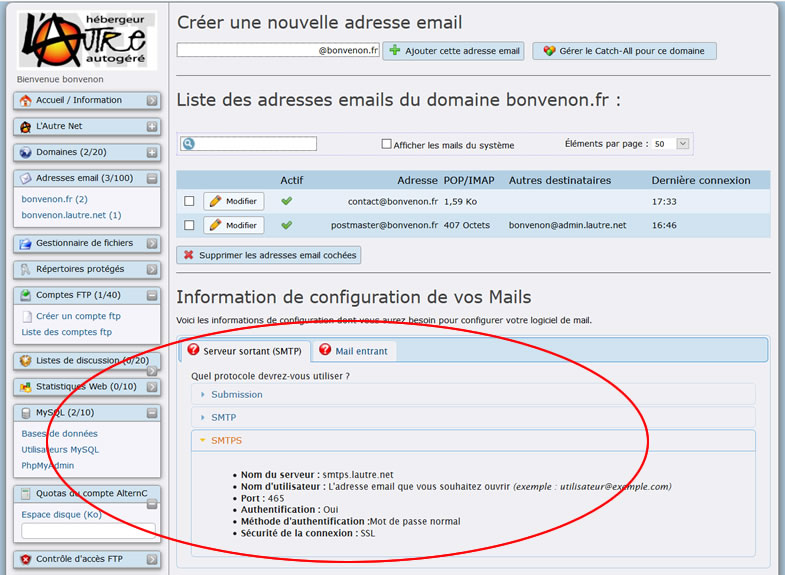 hébergeur
L'Autre
autogéré
Bienvenue bonvenon
Accueil / Information
L'Autre Net
Domaines (2/20)
Adresses email (3/100)
bonvenon.fr (2)
bonvenon.lautre.net (1)
Gestionnaire de fichiers
Répertoires protégés
Comptes FTP (1/40)
Créer un compte ftp
Liste des comptes ftp
Listes de discussion (0/20)
Statistiques Web (0/10)
MySQL (2/10)
Bases de données
Utilisateurs MySQL
PhpMyAdmin
Quotas du compte AlternC
Espace disque (Ko)
Contrôle d'accès FTP
Créer une nouvelle adresse email
@bonvenon.fr Ajouter cette adresse email Gérer le Catch-All pour ce domaine
Liste des adresses emails du domaine bonvenon.fr :
Afficher les mails du système Éléments par page : 50
Actif Adresse POP/IMAP Autres destinataires Dernière connexion
Modifier contact@bonvenon.fr 1,59 Ko 17:33
Modifier postmaster@bonvenon.fr 407 Octets bonvenon@admin.lautre.net 16:46
Supprimer les adresses email cochées
Information de configuration de vos Mails
Voici les informations de configuration dont vous aurez besoin pour configurer votre logiciel de mail.
Serveur sortant (SMTP) Mail entrant
Quel protocole devrez-vous utiliser ?
Submission
SMTP
SMTPS
Nom du serveur : smtps.lautre.net
Nom d'utilisateur : L'adresse email que vous souhaitez ouvrir (exemple : utilisateur@exemple.com)
Port : 465
Authentification : Oui
Méthode d'authentification :Mot de passe normal
Sécurité de la connexion : SSL